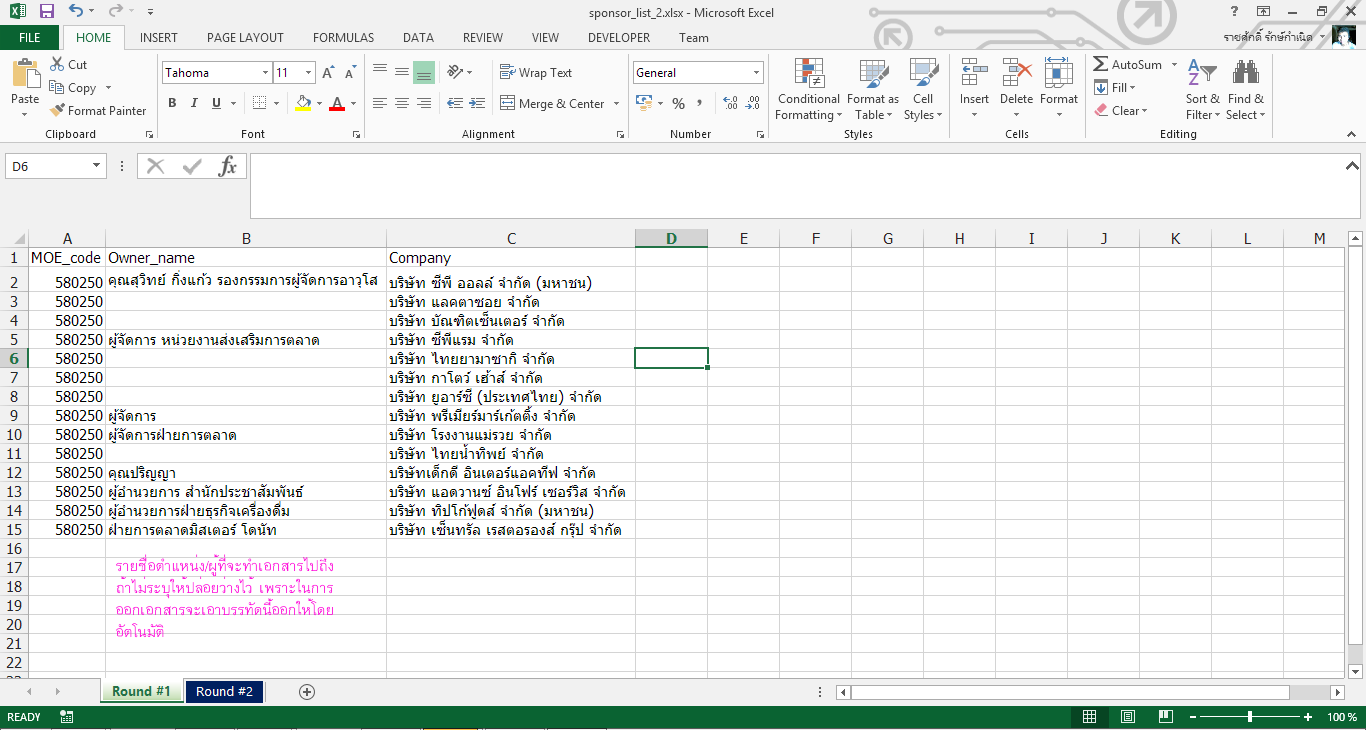 sponsor_list_2.xlsx - Microsoft Excel
FILE HOME INSERT PAGE LAYOUT FORMULAS DATA REVIEW VIEW DEVELOPER Team ราชศักดิ์ รักษ์กำเนิด
Cut
Copy
Format Painter
Paste
Clipboard
Tahoma 11
B I U
Font
Wrap Text
Merge & Center
Alignment
General
Number
Conditional Formatting
Format as Table
Cell Styles
Styles
Insert Delete Format
Cells
AutoSum
Fill
Clear
Sort & Filter
Find & Select
Editing
D6
fx
A B C D E F G H I J K L M
1 MOE_code Owner_name Company
2 580250 คุณสุวิทย์ กิ่งแก้ว รองกรรมการผู้จัดการอาวุโส บริษัท ซีพี ออลล์ จำกัด (มหาชน)
3 580250 บริษัท แลคตาซอย จำกัด
4 580250 บริษัท บัณฑิตเซ็นเตอร์ จำกัด
5 580250 ผู้จัดการ หน่วยงานส่งเสริมการตลาด บริษัท ซีพีแรม จำกัด
6 580250 บริษัท ไทยยามาซากิ จำกัด
7 580250 บริษัท กาโตว์ เฮ้าส์ จำกัด
8 580250 บริษัท ยูอาร์ซี (ประเทศไทย) จำกัด
9 580250 ผู้จัดการ บริษัท พรีเมียร์มาร์เก้ตติ้ง จำกัด
10 580250 ผู้จัดการฝ่ายการตลาด บริษัท โรงงานแม่รวย จำกัด
11 580250 บริษัท ไทยน้ำทิพย์ จำกัด
12 580250 คุณปริญญา บริษัทเด็กดี อินเตอร์แอคทีฟ จำกัด
13 580250 ผู้อำนวยการ สำนักประชาสัมพันธ์ บริษัท แอดวานซ์ อินโฟร์ เซอร์วิส จำกัด
14 580250 ผู้อำนวยการฝ่ายธุรกิจเครื่องดื่ม บริษัท ทิปโก้ฟูดส์ จำกัด (มหาชน)
15 580250 ฝ่ายการตลาดมิสเตอร์ โดนัท บริษัท เซ็นทรัล เรสตอรองส์ กรุ๊ป จำกัด
16
17 รายชื่อตำแหน่ง/ผู้ที่จะทำเอกสารไปถึง
18 ถ้าไม่ระบุให้ปล่อยว่างไว้ เพราะในการ
19 ออกเอกสารจะเอาบรรทัดนี้ออกให้โดย
20 อัตโนมัติ
21
22
Round #1 Round #2
READY 100 %